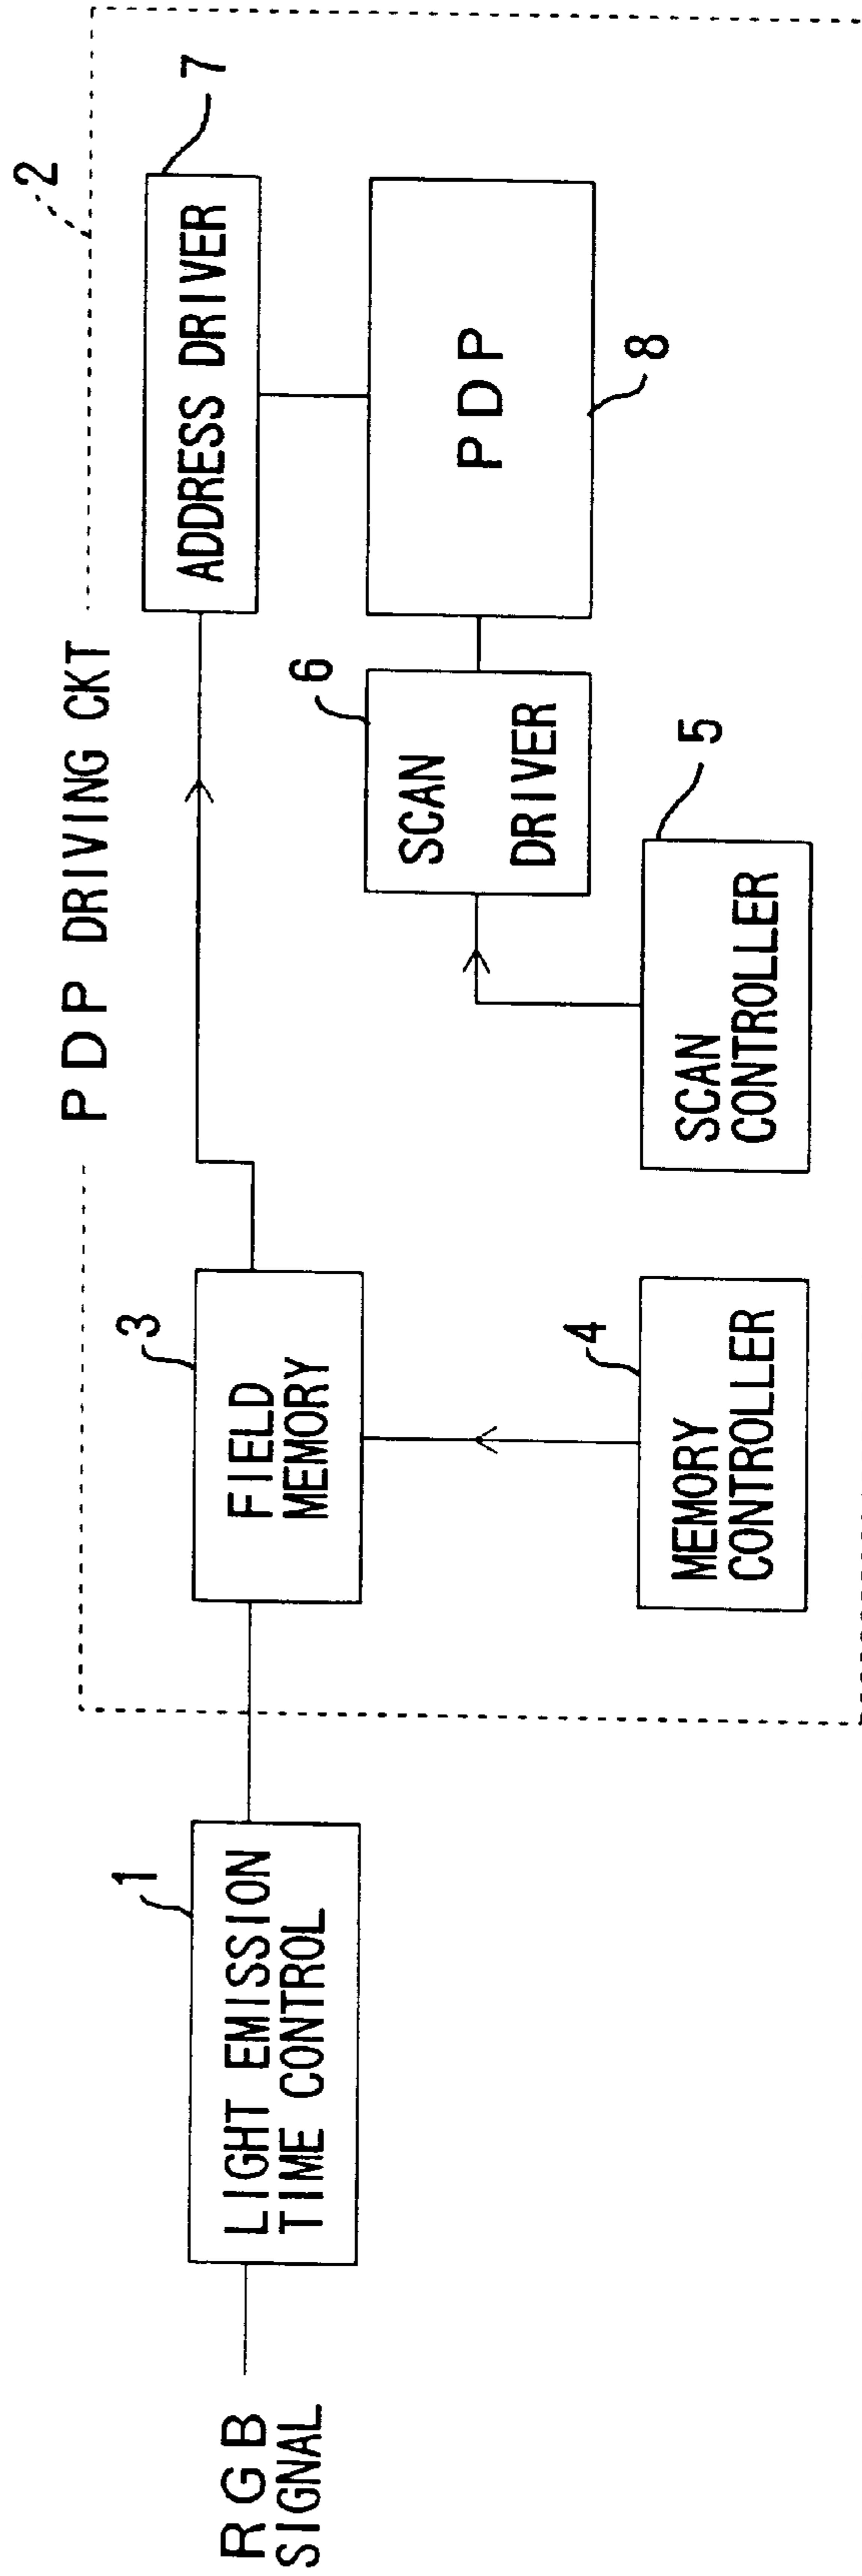 RGB
SIGNAL
1
LIGHT EMISSION
TIME CONTROL
PDP DRIVING CKT
2
3
FIELD
MEMORY
4
MEMORY
CONTROLLER
5
SCAN
CONTROLLER
6
SCAN
DRIVER
7
ADDRESS DRIVER
PDP
8